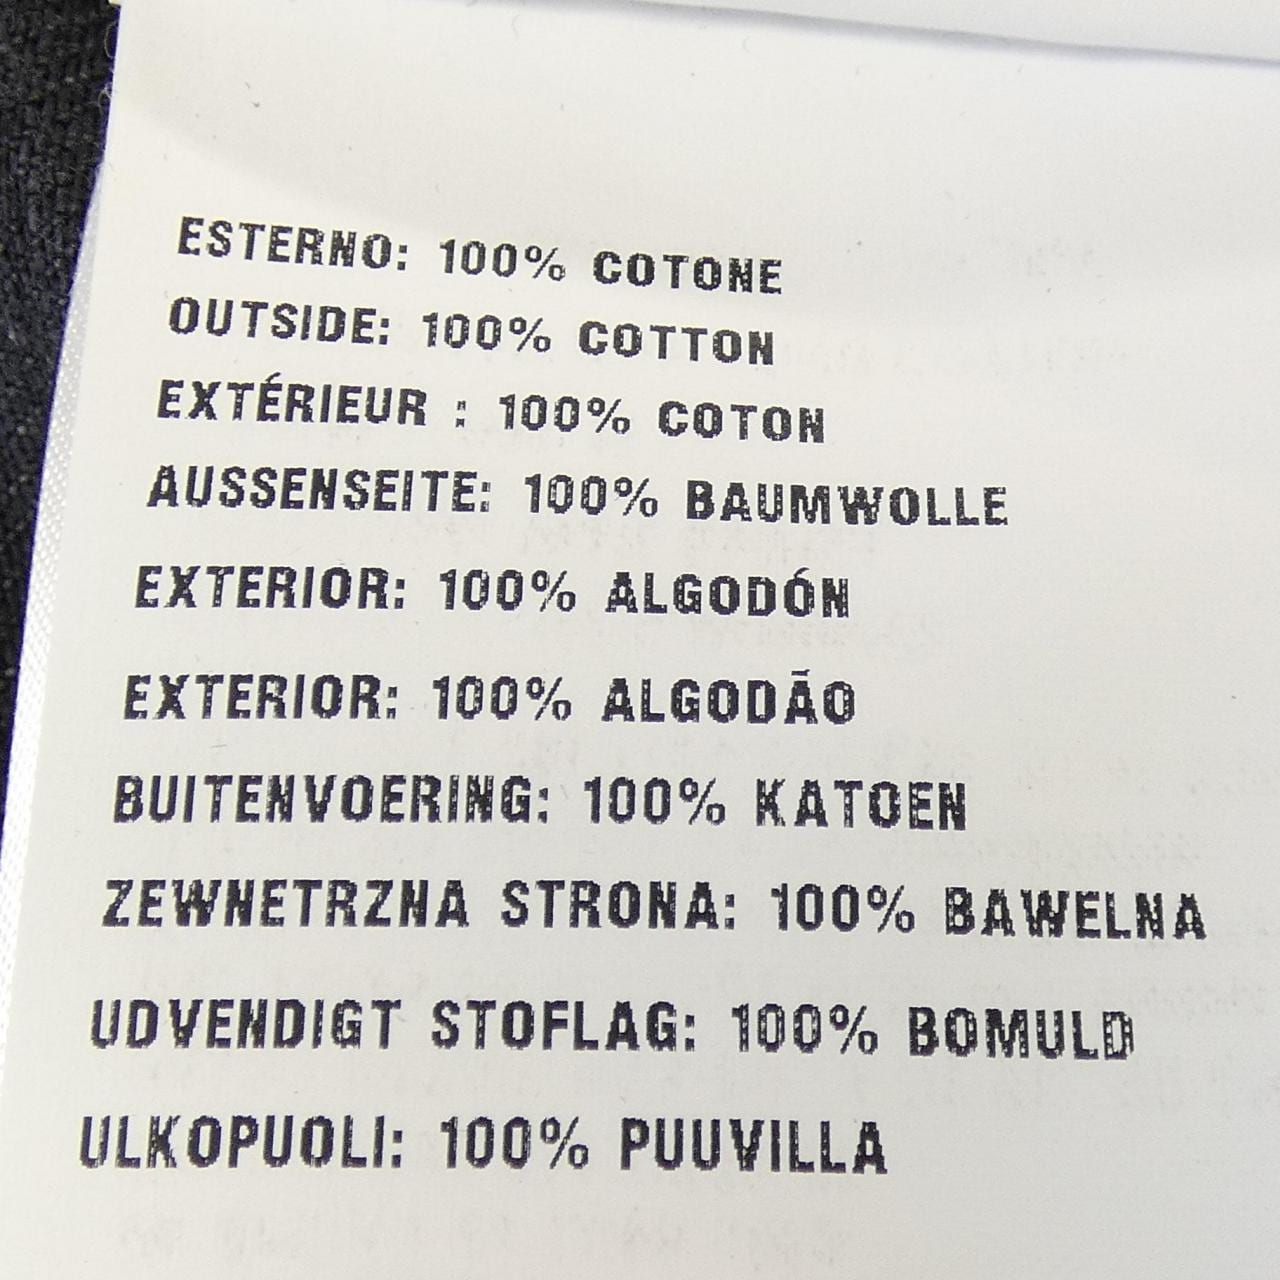 ESTERNO: 100% COTONE
OUTSIDE: 100% COTTON
EXTÉRIEUR : 100% COTON
AUSSENSEITE: 100% BAUMWOLLE
EXTERIOR: 100% ALGODÓN
EXTERIOR: 100% ALGODÃO
BUITENVOERING: 100% KATOEN
ZEWNETRZNA STRONA: 100% BAWELNA
UDVENDIGT STOFLAG: 100% BOMULD
ULKOPUOLI: 100% PUUVILLA